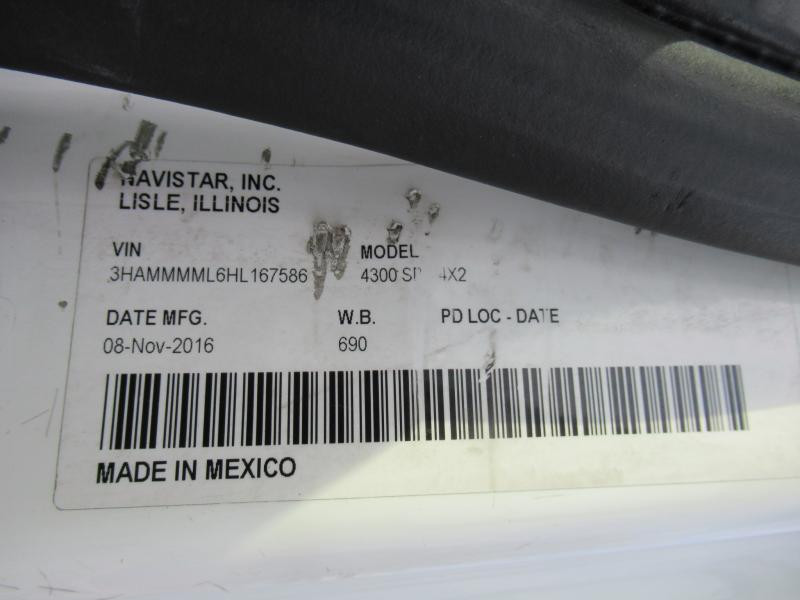 NAVISTAR, INC.
LISLE, ILLINOIS
VIN MODEL
3HAMMMML6HL167586 4300 4X2
DATE MFG. W.B. PD LOC - DATE
08-Nov-2016 690
MADE IN MEXICO